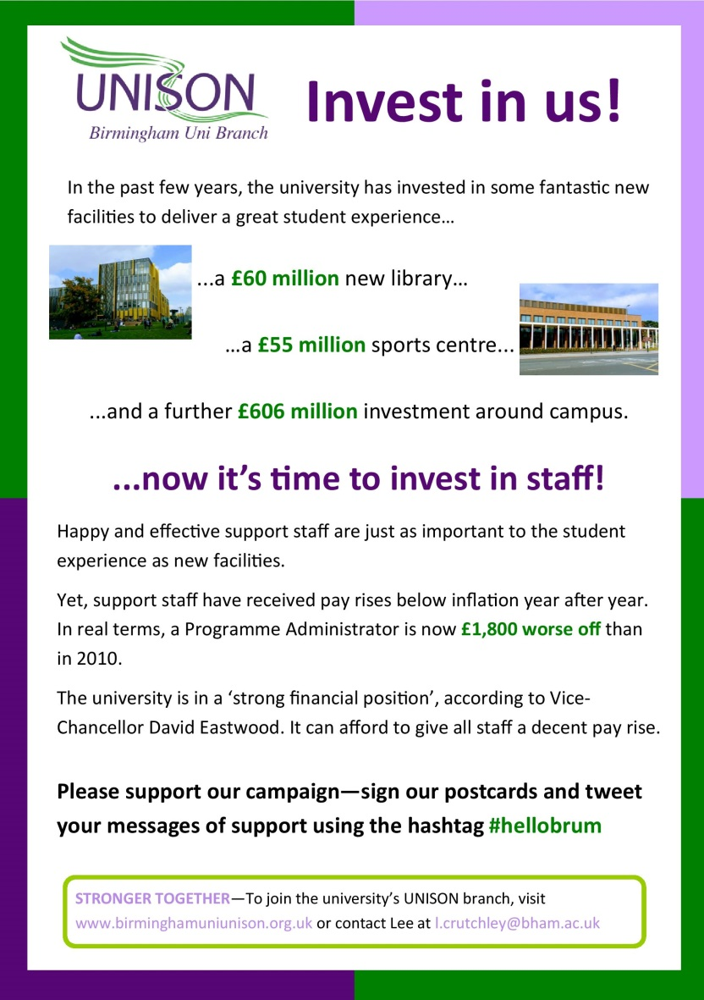 UNISON
Birmingham Uni Branch
Invest in us!
In the past few years, the university has invested in some fantastic new
facilities to deliver a great student experience…
...a £60 million new library…
…a £55 million sports centre...
...and a further £606 million investment around campus.
...now it’s time to invest in staff!
Happy and effective support staff are just as important to the student
experience as new facilities.
Yet, support staff have received pay rises below inflation year after year.
In real terms, a Programme Administrator is now £1,800 worse off than
in 2010.
The university is in a ‘strong financial position’, according to Vice-
Chancellor David Eastwood. It can afford to give all staff a decent pay rise.
Please support our campaign—sign our postcards and tweet
your messages of support using the hashtag #hellobrum
STRONGER TOGETHER—To join the university’s UNISON branch, visit
www.birminghamuniunison.org.uk or contact Lee at l.crutchley@bham.ac.uk